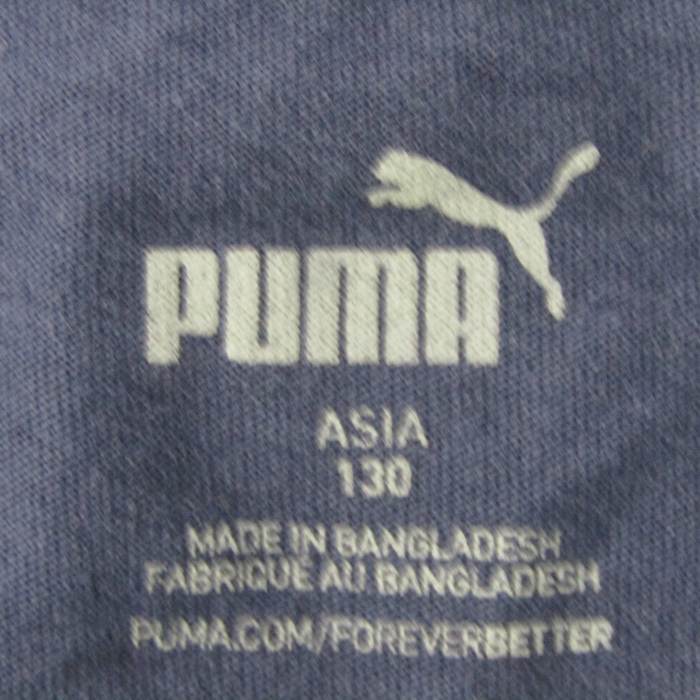 PUMA
ASIA
130
MADE IN BANGLADESH
FABRIQUE AU BANGLADESH
PUMA.COM/FOREVERBETTER